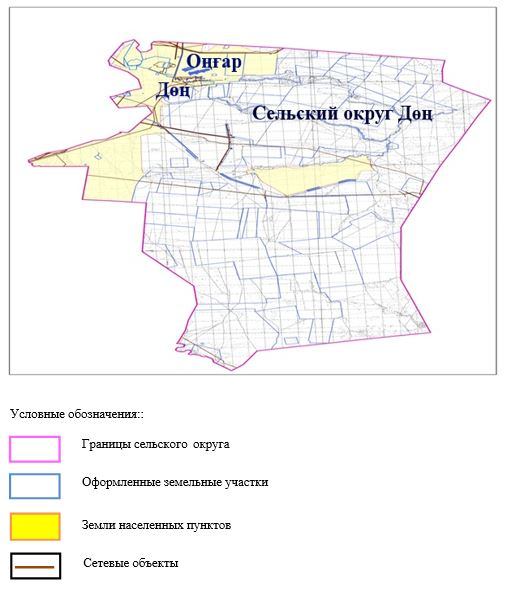 Оңғар
Дөң
Сельский округ Дөң
Условные обозначения::
Границы сельского округа
Оформленные земельные участки
Земли населенных пунктов
Сетевые объекты